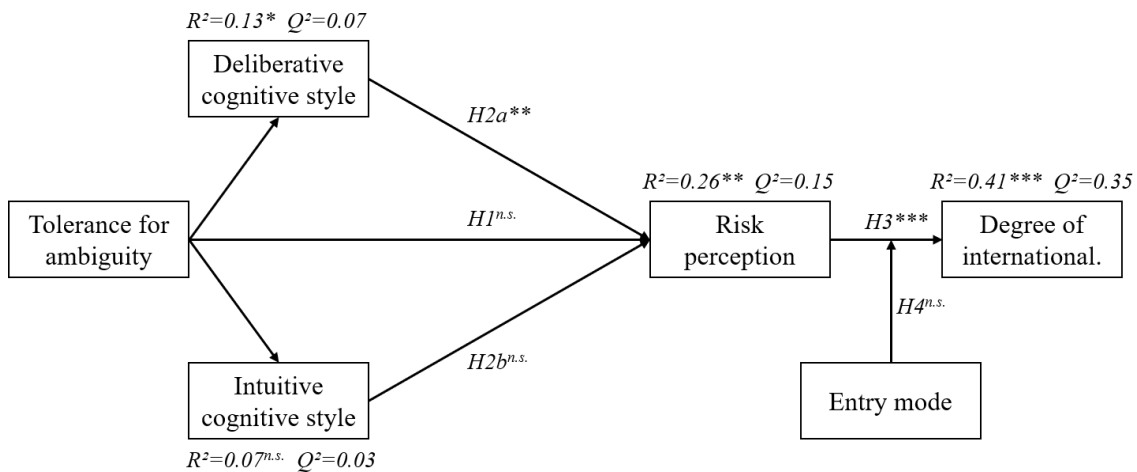 R²=0.13* Q²=0.07
Deliberative
cognitive style
H2a**
R²=0.26** Q²=0.15
R²=0.41*** Q²=0.35
Tolerance for
ambiguity
H1n.s.
Risk
perception
H3***
Degree of
international.
H4n.s.
H2bn.s.
Intuitive
cognitive style
Entry mode
R²=0.07n.s. Q²=0.03